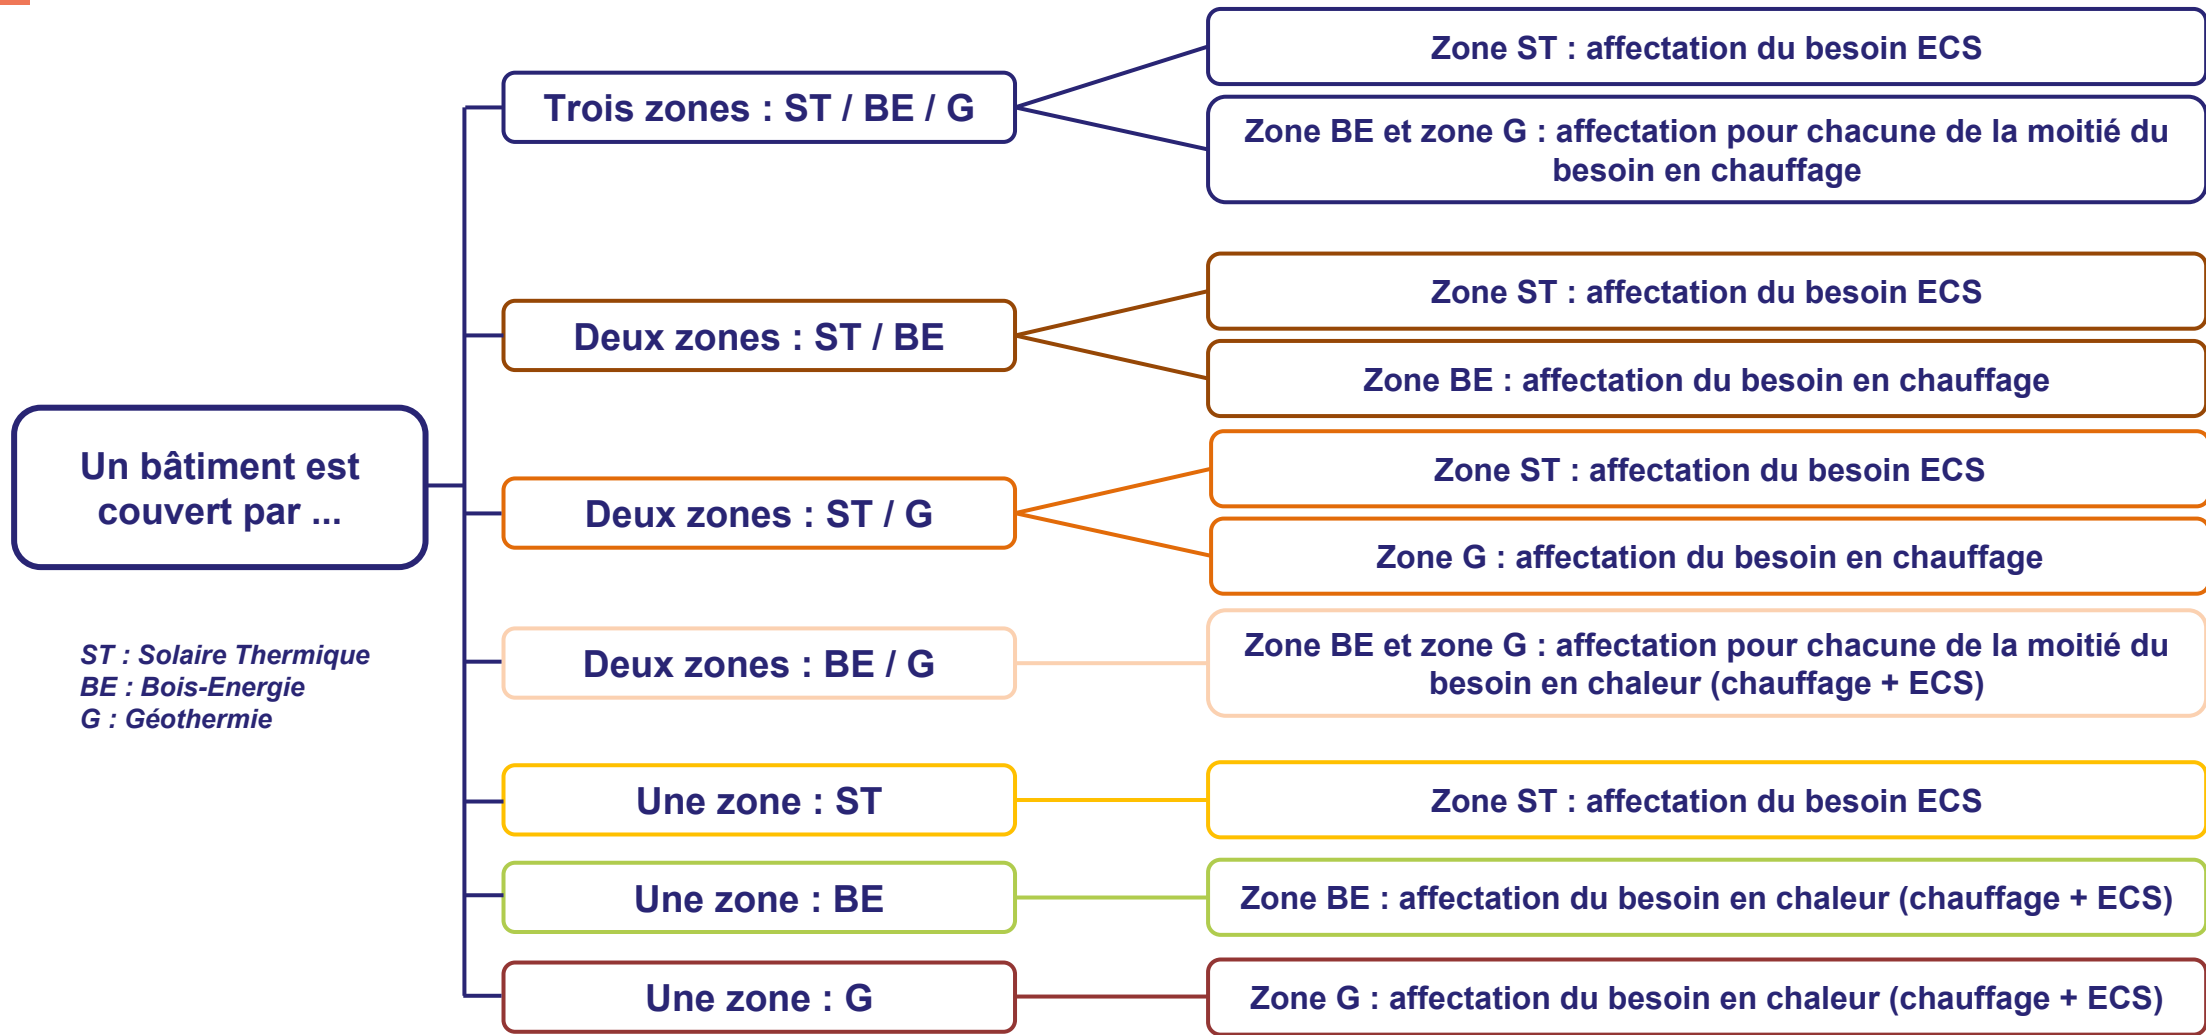 Un bâtiment est
couvert par ...
ST : Solaire Thermique
BE : Bois-Energie
G : Géothermie
Trois zones : ST / BE / G
Zone ST : affectation du besoin ECS
Zone BE et zone G : affectation pour chacune de la moitié du
besoin en chauffage
Deux zones : ST / BE
Zone ST : affectation du besoin ECS
Zone BE : affectation du besoin en chauffage
Deux zones : ST / G
Zone ST : affectation du besoin ECS
Zone G : affectation du besoin en chauffage
Deux zones : BE / G
Zone BE et zone G : affectation pour chacune de la moitié du
besoin en chaleur (chauffage + ECS)
Une zone : ST
Zone ST : affectation du besoin ECS
Une zone : BE
Zone BE : affectation du besoin en chaleur (chauffage + ECS)
Une zone : G
Zone G : affectation du besoin en chaleur (chauffage + ECS)